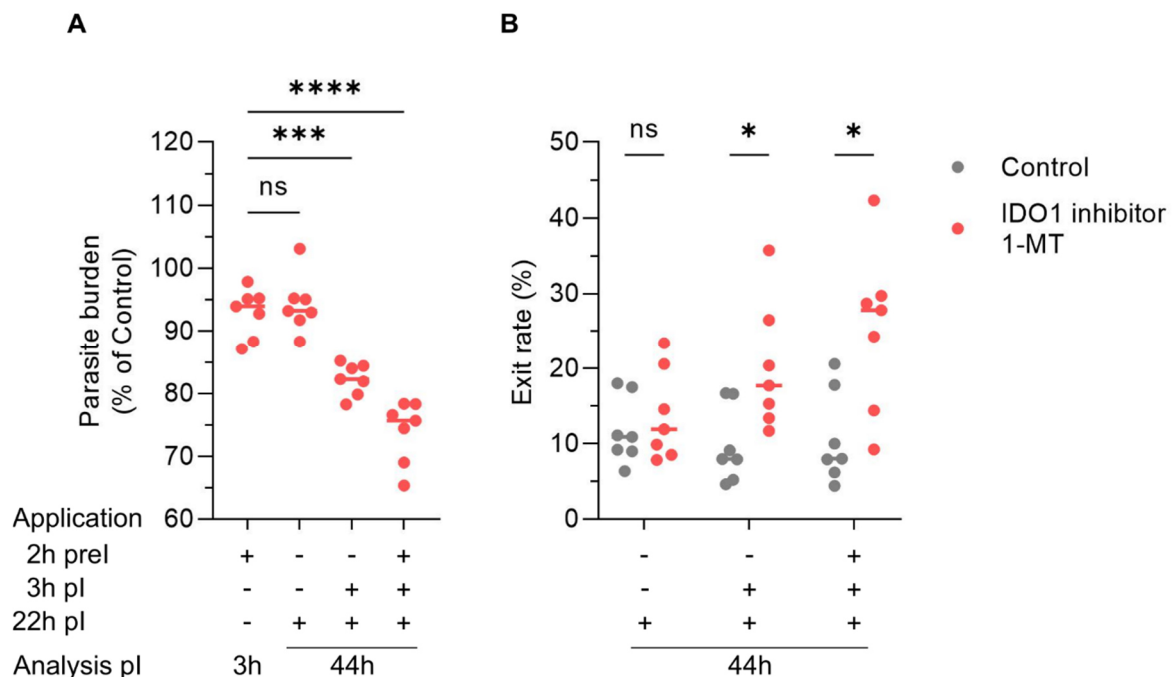 A
B
****
***
ns
120
110
100
90
80
70
60
Parasite burden
(% of Control)
ns
*
*
50
40
30
20
10
0
Exit rate (%)
Control
IDO1 inhibitor
1-MT
Application
2h preI + - - +
3h pI - - + +
22h pI - + + +
Analysis pI 3h 44h
- - +
- + +
+ + +
44h